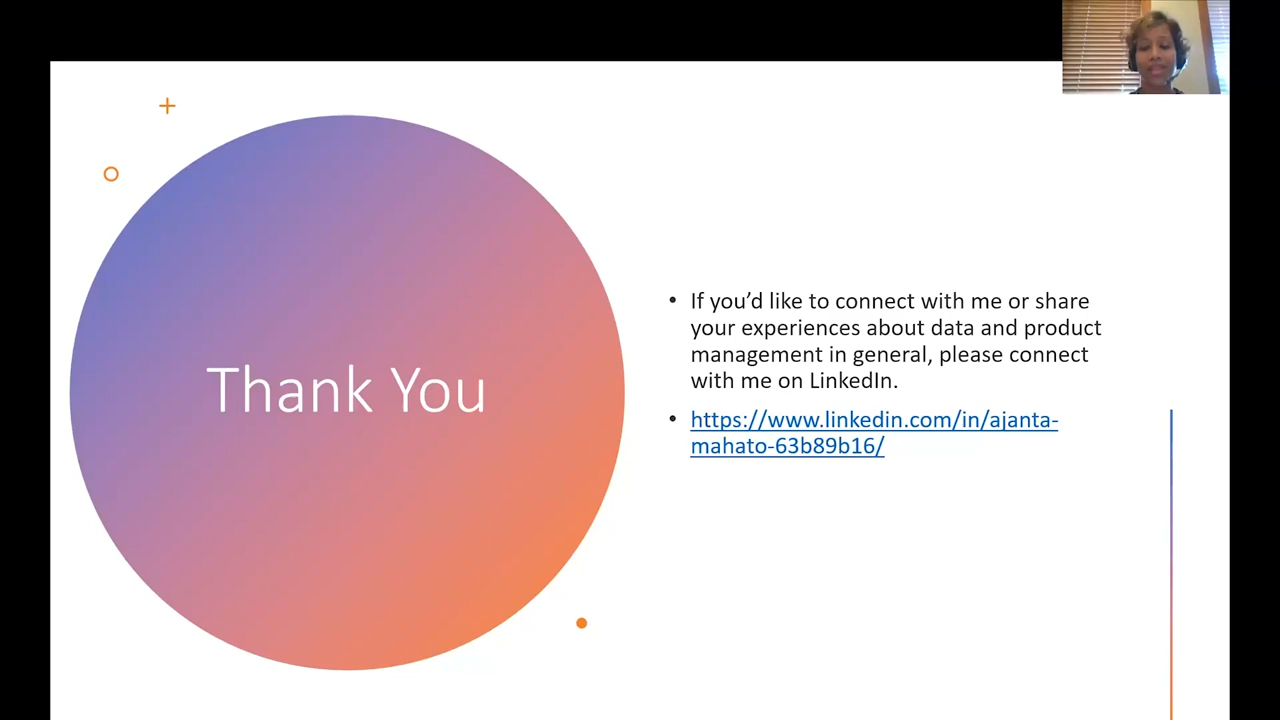 Thank You
• If you’d like to connect with me or share
your experiences about data and product
management in general, please connect
with me on LinkedIn.
• https://www.linkedin.com/in/ajanta-
mahato-63b89b16/